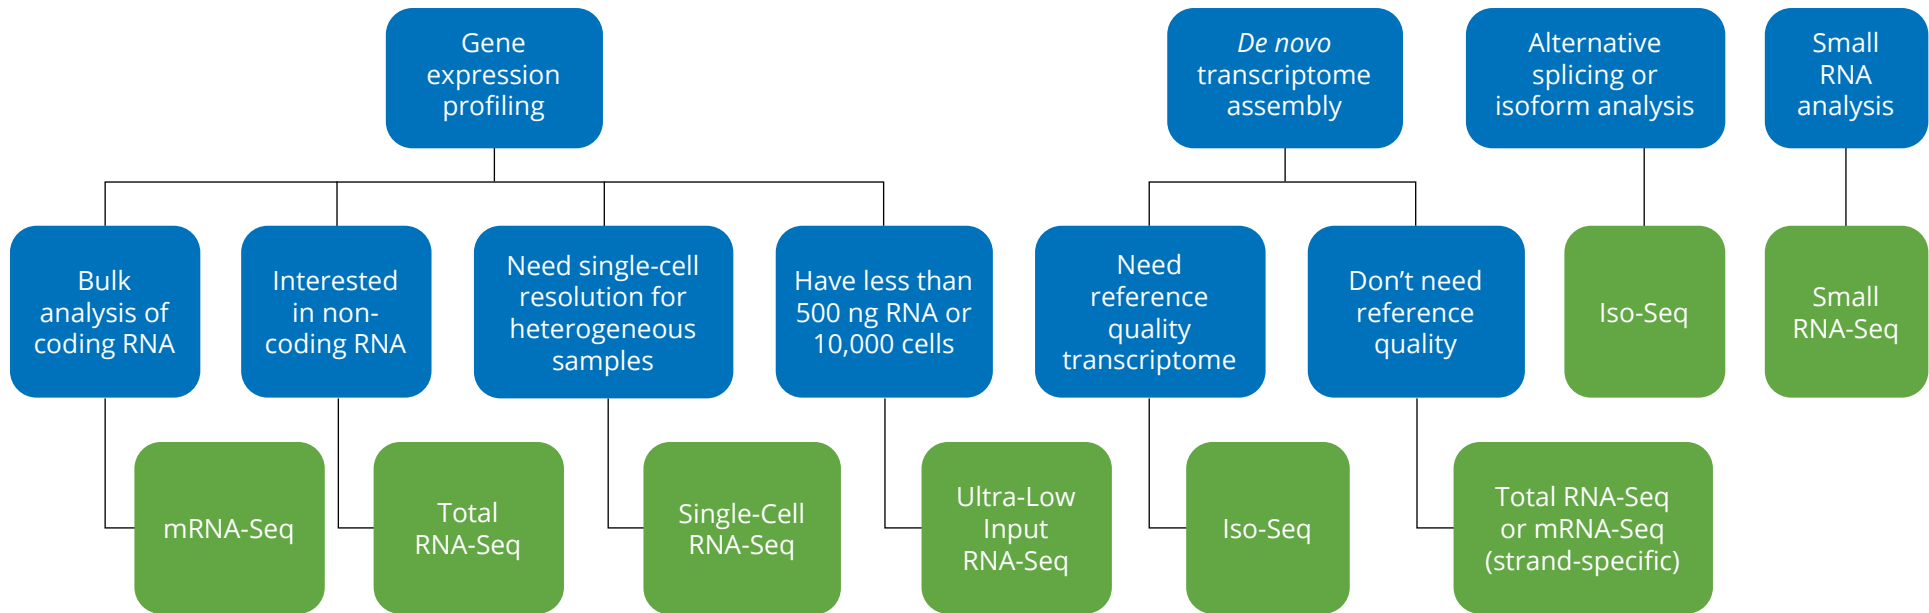 Gene
expression
profiling
De novo
transcriptome
assembly
Alternative
splicing or
isoform analysis
Small
RNA
analysis
Bulk
analysis of
coding RNA
Interested
in non-
coding RNA
Need single-cell
resolution for
heterogeneous
samples
Have less than
500 ng RNA or
10,000 cells
Need
reference
quality
transcriptome
Don’t need
reference
quality
Iso-Seq
Small
RNA-Seq
mRNA-Seq
Total
RNA-Seq
Single-Cell
RNA-Seq
Ultra-Low
Input
RNA-Seq
Iso-Seq
Total RNA-Seq
or mRNA-Seq
(strand-specific)